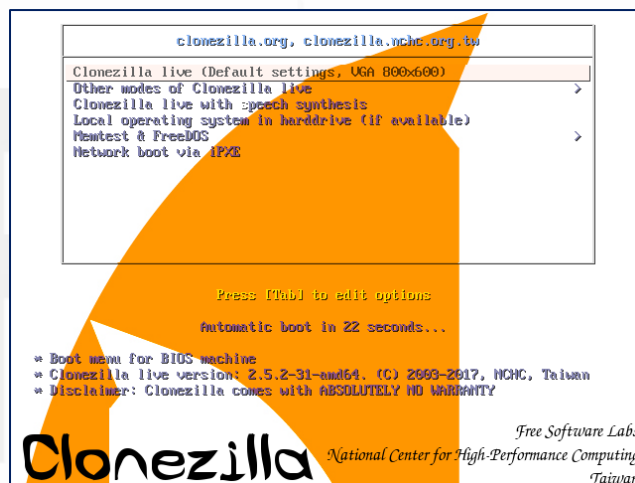 clonezilla.org, clonezilla.nchc.org.tw
Clonezilla live (Default settings, VGA 800x600)
Other modes of Clonezilla live >
Clonezilla live with speech synthesis
Local operating system in harddrive (if available)
Memtest & FreeDOS >
Network boot via iPXE
Press [Tab] to edit options
Automatic boot in 22 seconds...
* Boot menu for BIOS machine
* Clonezilla live version: 2.5.2-31-amd64. (C) 2003-2017, NCHC, Taiwan
* Disclaimer: Clonezilla comes with ABSOLUTELY NO WARRANTY
Free Software Labs
Clonezilla National Center for High-Performance Computing
Taiwan